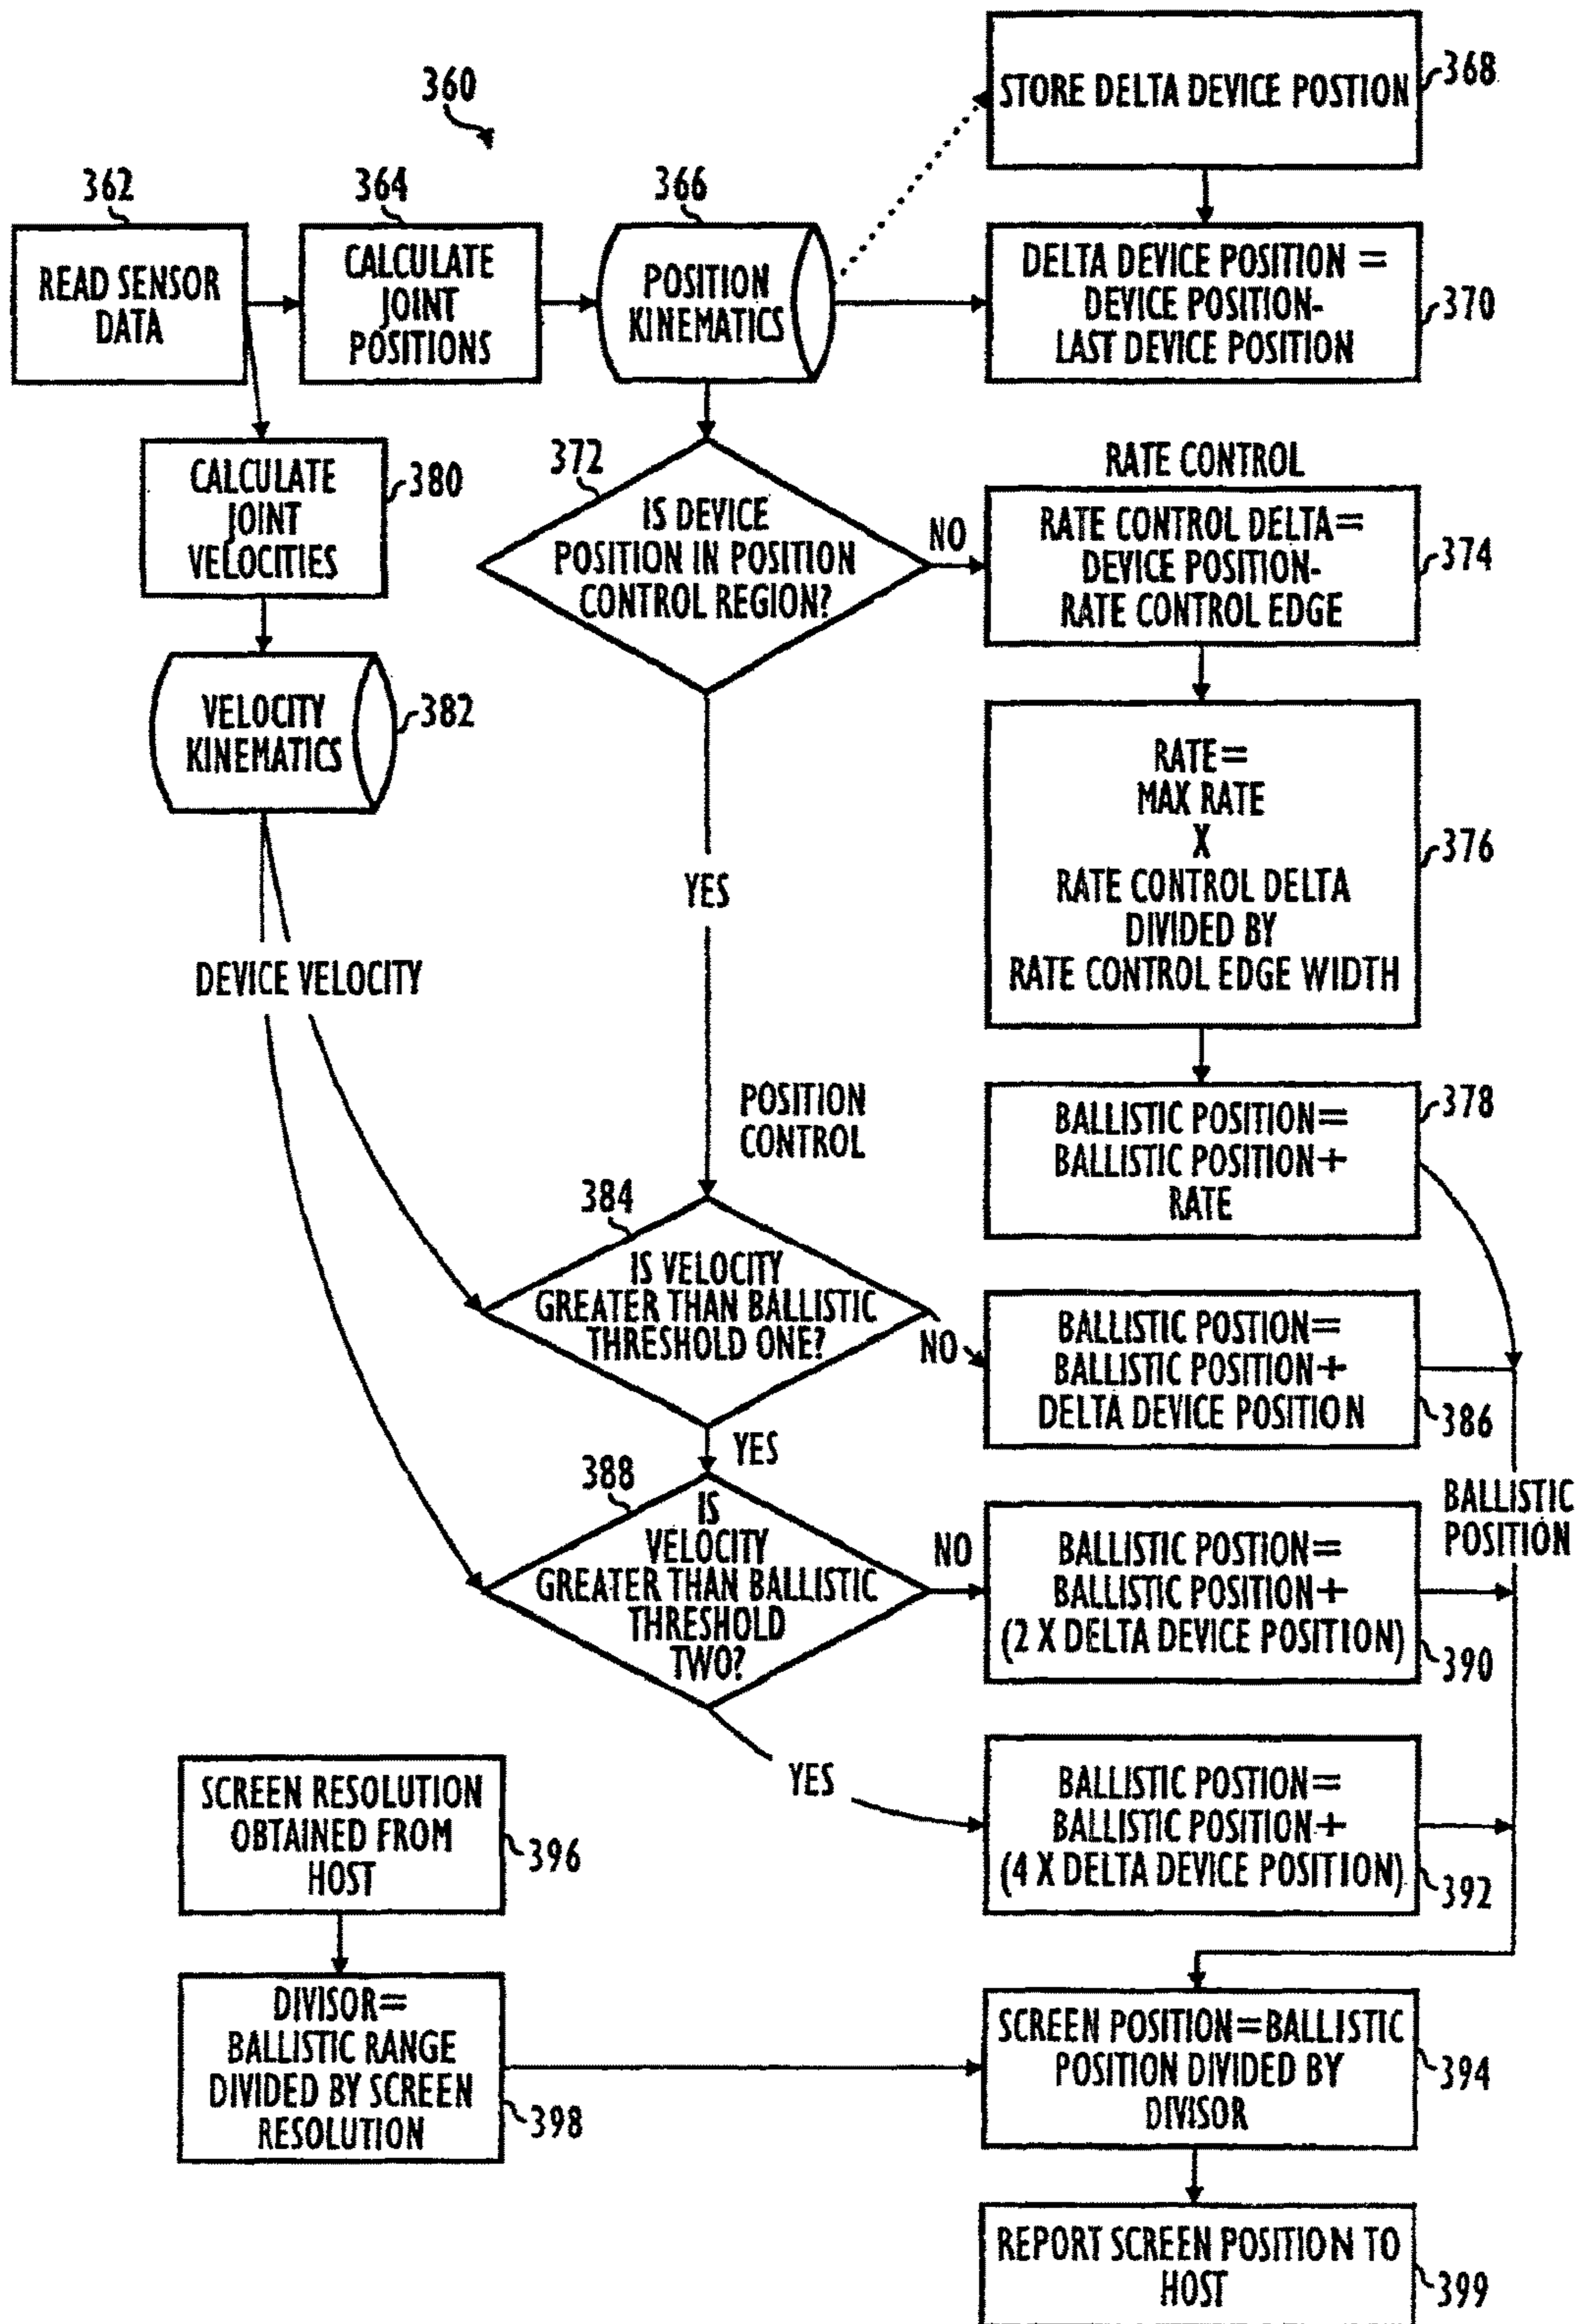 360
STORE DELTA DEVICE POSTION
368
362
READ SENSOR
DATA
364
CALCULATE
JOINT
POSITIONS
366
POSITION
KINEMATICS
DELTA DEVICE POSITION =
DEVICE POSITION-
LAST DEVICE POSITION
370
CALCULATE
JOINT
VELOCITIES
380
372
IS DEVICE
POSITION IN POSITION
CONTROL REGION?
NO
RATE CONTROL
RATE CONTROL DELTA=
DEVICE POSITION-
RATE CONTROL EDGE
374
VELOCITY
KINEMATICS
382
RATE=
MAX RATE
X
RATE CONTROL DELTA
DIVIDED BY
RATE CONTROL EDGE WIDTH
376
YES
DEVICE VELOCITY
POSITION
CONTROL
BALLISTIC POSITION=
BALLISTIC POSITION+
RATE
378
384
IS VELOCITY
GREATER THAN BALLISTIC
THRESHOLD ONE?
NO
BALLISTIC POSTION=
BALLISTIC POSITION+
DELTA DEVICE POSITION
386
YES
388
IS
VELOCITY
GREATER THAN BALLISTIC
THRESHOLD
TWO?
NO
BALLISTIC POSTION=
BALLISTIC POSITION+
(2 X DELTA DEVICE POSITION)
390
BALLISTIC
POSITION
YES
BALLISTIC POSTION=
BALLISTIC POSITION+
(4 X DELTA DEVICE POSITION)
392
SCREEN RESOLUTION
OBTAINED FROM
HOST
396
DIVISOR=
BALLISTIC RANGE
DIVIDED BY SCREEN
RESOLUTION
398
SCREEN POSITION=BALLISTIC
POSITION DIVIDED BY
DIVISOR
394
REPORT SCREEN POSITION TO
HOST
399